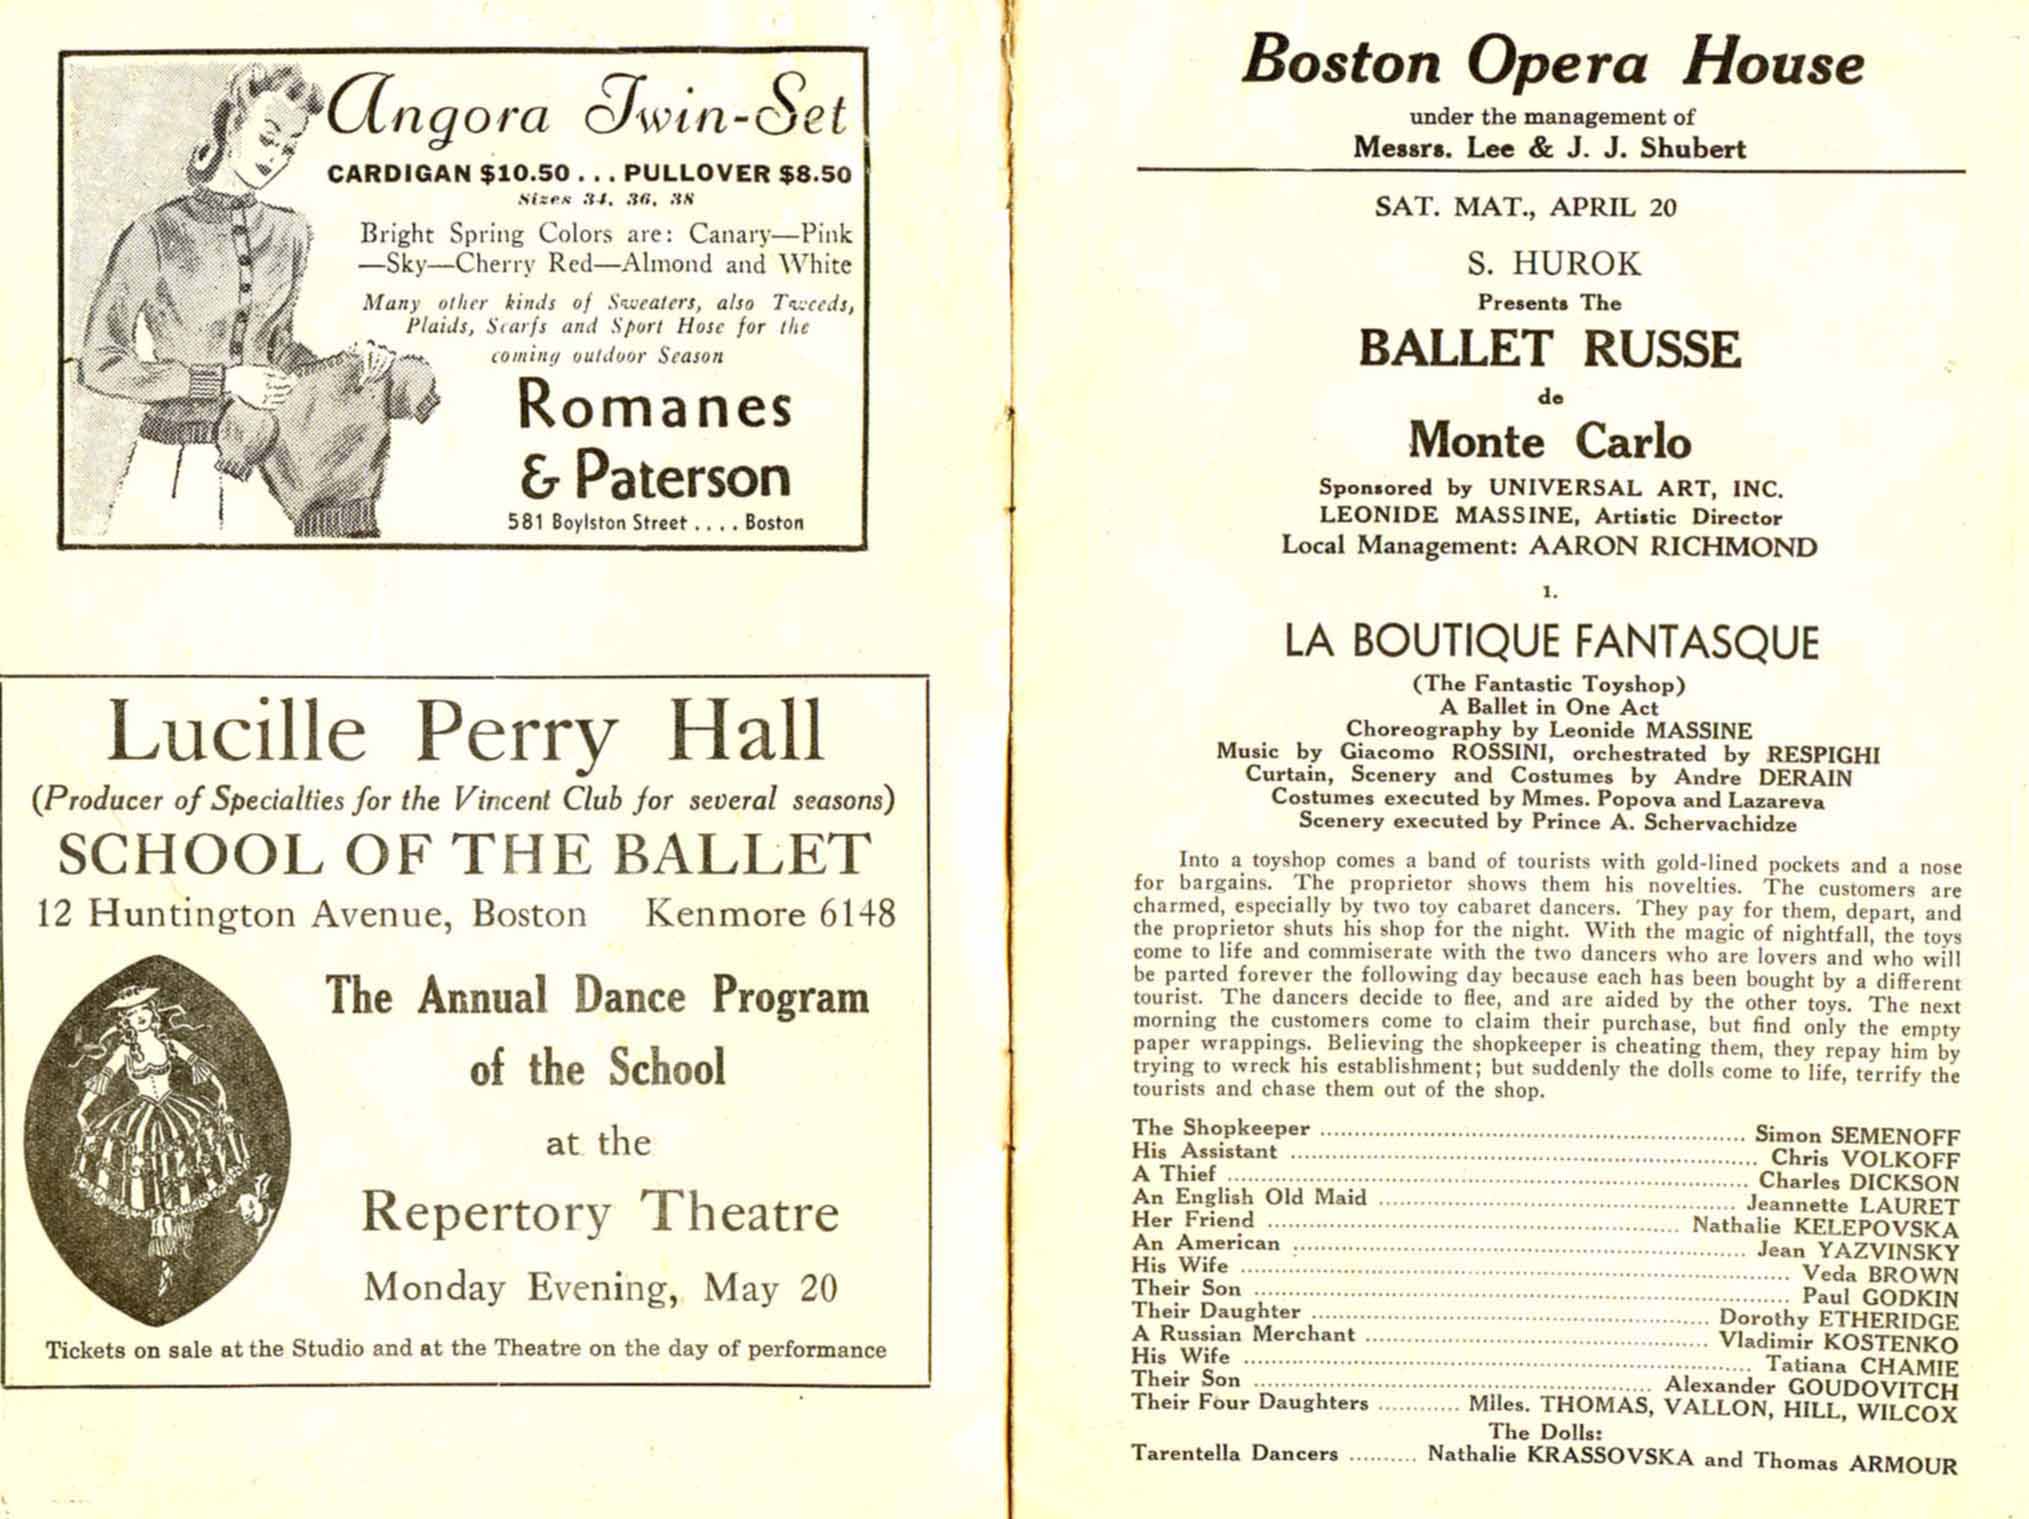 Angora Twin-Set
CARDIGAN $10.50 . . . PULLOVER $8.50
Sizes 34, 36, 38
Bright Spring Colors are: Canary—Pink
—Sky—Cherry Red—Almond and White
Many other kinds of Sweaters, also Tweeds,
Plaids, Scarfs and Sport Hose for the
coming outdoor Season
Romanes
& Paterson
581 Boylston Street . . . . Boston
Lucille Perry Hall
(Producer of Specialties for the Vincent Club for several seasons)
SCHOOL OF THE BALLET
12 Huntington Avenue, Boston Kenmore 6148
The Annual Dance Program
of the School
at the
Repertory Theatre
Monday Evening, May 20
Tickets on sale at the Studio and at the Theatre on the day of performance
Boston Opera House
under the management of
Messrs. Lee & J. J. Shubert
SAT. MAT., APRIL 20
S. HUROK
Presents The
BALLET RUSSE
de
Monte Carlo
Sponsored by UNIVERSAL ART, INC.
LEONIDE MASSINE, Artistic Director
Local Management: AARON RICHMOND
1.
LA BOUTIQUE FANTASQUE
(The Fantastic Toyshop)
A Ballet in One Act
Choreography by Leonide MASSINE
Music by Giacomo ROSSINI, orchestrated by RESPIGHI
Curtain, Scenery and Costumes by Andre DERAIN
Costumes executed by Mmes. Popova and Lazareva
Scenery executed by Prince A. Schervachidze
Into a toyshop comes a band of tourists with gold-lined pockets and a nose
for bargains. The proprietor shows them his novelties. The customers are
charmed, especially by two toy cabaret dancers. They pay for them, depart, and
the proprietor shuts his shop for the night. With the magic of nightfall, the toys
come to life and commiserate with the two dancers who are lovers and who will
be parted forever the following day because each has been bought by a different
tourist. The dancers decide to flee, and are aided by the other toys. The next
morning the customers come to claim their purchase, but find only the empty
paper wrappings. Believing the shopkeeper is cheating them, they repay him by
trying to wreck his establishment; but suddenly the dolls come to life, terrify the
tourists and chase them out of the shop.
The Shopkeeper ........ Simon SEMENOFF
His Assistant ........ Chris VOLKOFF
A Thief ........ Charles DICKSON
An English Old Maid ........ Jeannette LAURET
Her Friend ........ Nathalie KELEPOVSKA
An American ........ Jean YAZVINSKY
His Wife ........ Veda BROWN
Their Son ........ Paul GODKIN
Their Daughter ........ Dorothy ETHERIDGE
A Russian Merchant ........ Vladimir KOSTENKO
His Wife ........ Tatiana CHAMIE
Their Son ........ Alexander GOUDOVITCH
Their Four Daughters ........ Mlles. THOMAS, VALLON, HILL, WILCOX
The Dolls:
Tarentella Dancers ........ Nathalie KRASSOVSKA and Thomas ARMOUR